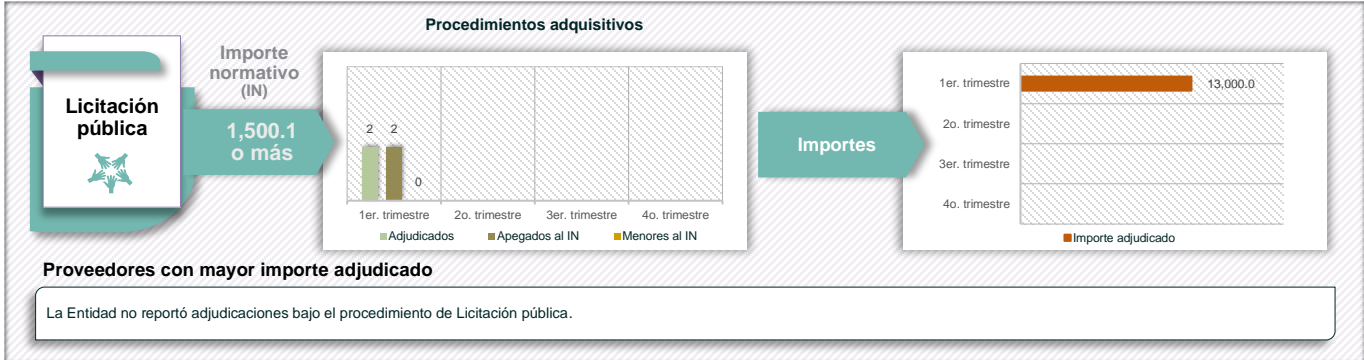 Procedimientos adquisitivos
Licitación
pública
Importe
normativo
(IN)
1,500.1
o más
2 2
0
1er. trimestre 2o. trimestre 3er. trimestre 4o. trimestre
Adjudicados Apegados al IN Menores al IN
Importes
1er. trimestre 13,000.0
2o. trimestre
3er. trimestre
4o. trimestre
Importe adjudicado
Proveedores con mayor importe adjudicado
La Entidad no reportó adjudicaciones bajo el procedimiento de Licitación pública.